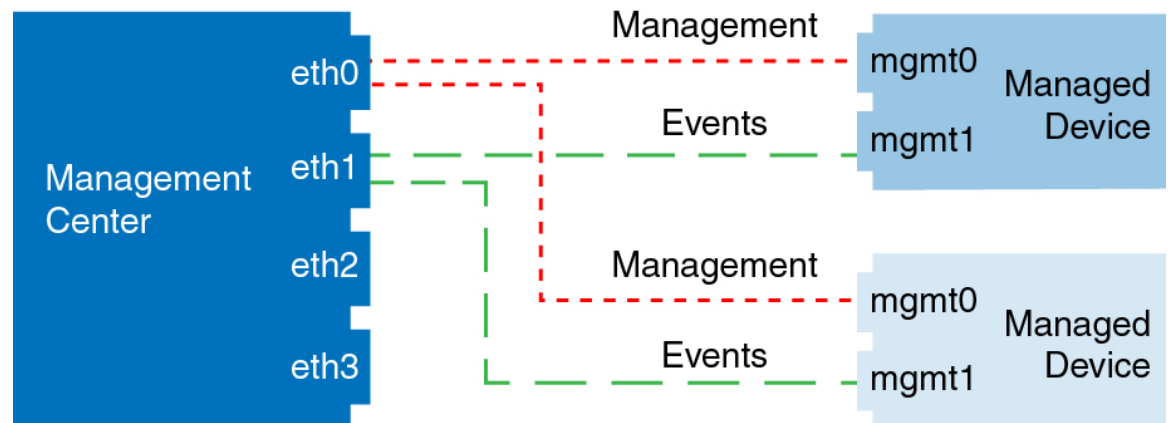 Management
eth0
mgmt0
Managed
Device
Events
mgmt1
eth1
Management
Center
eth2
Management
mgmt0
Managed
Device
eth3
Events
mgmt1